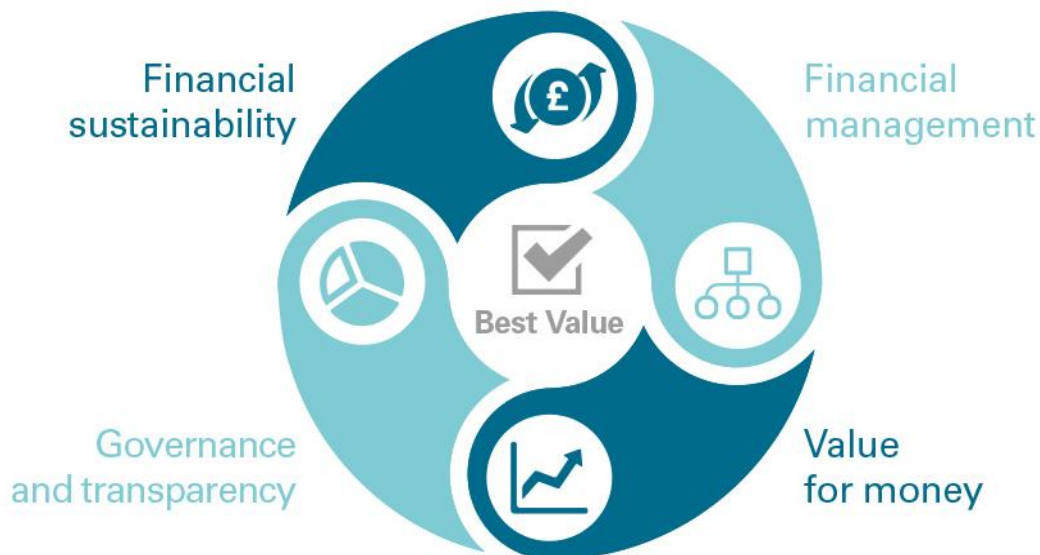 Financial
sustainability
Financial
management
£
Best Value
Governance
and transparency
Value
for money